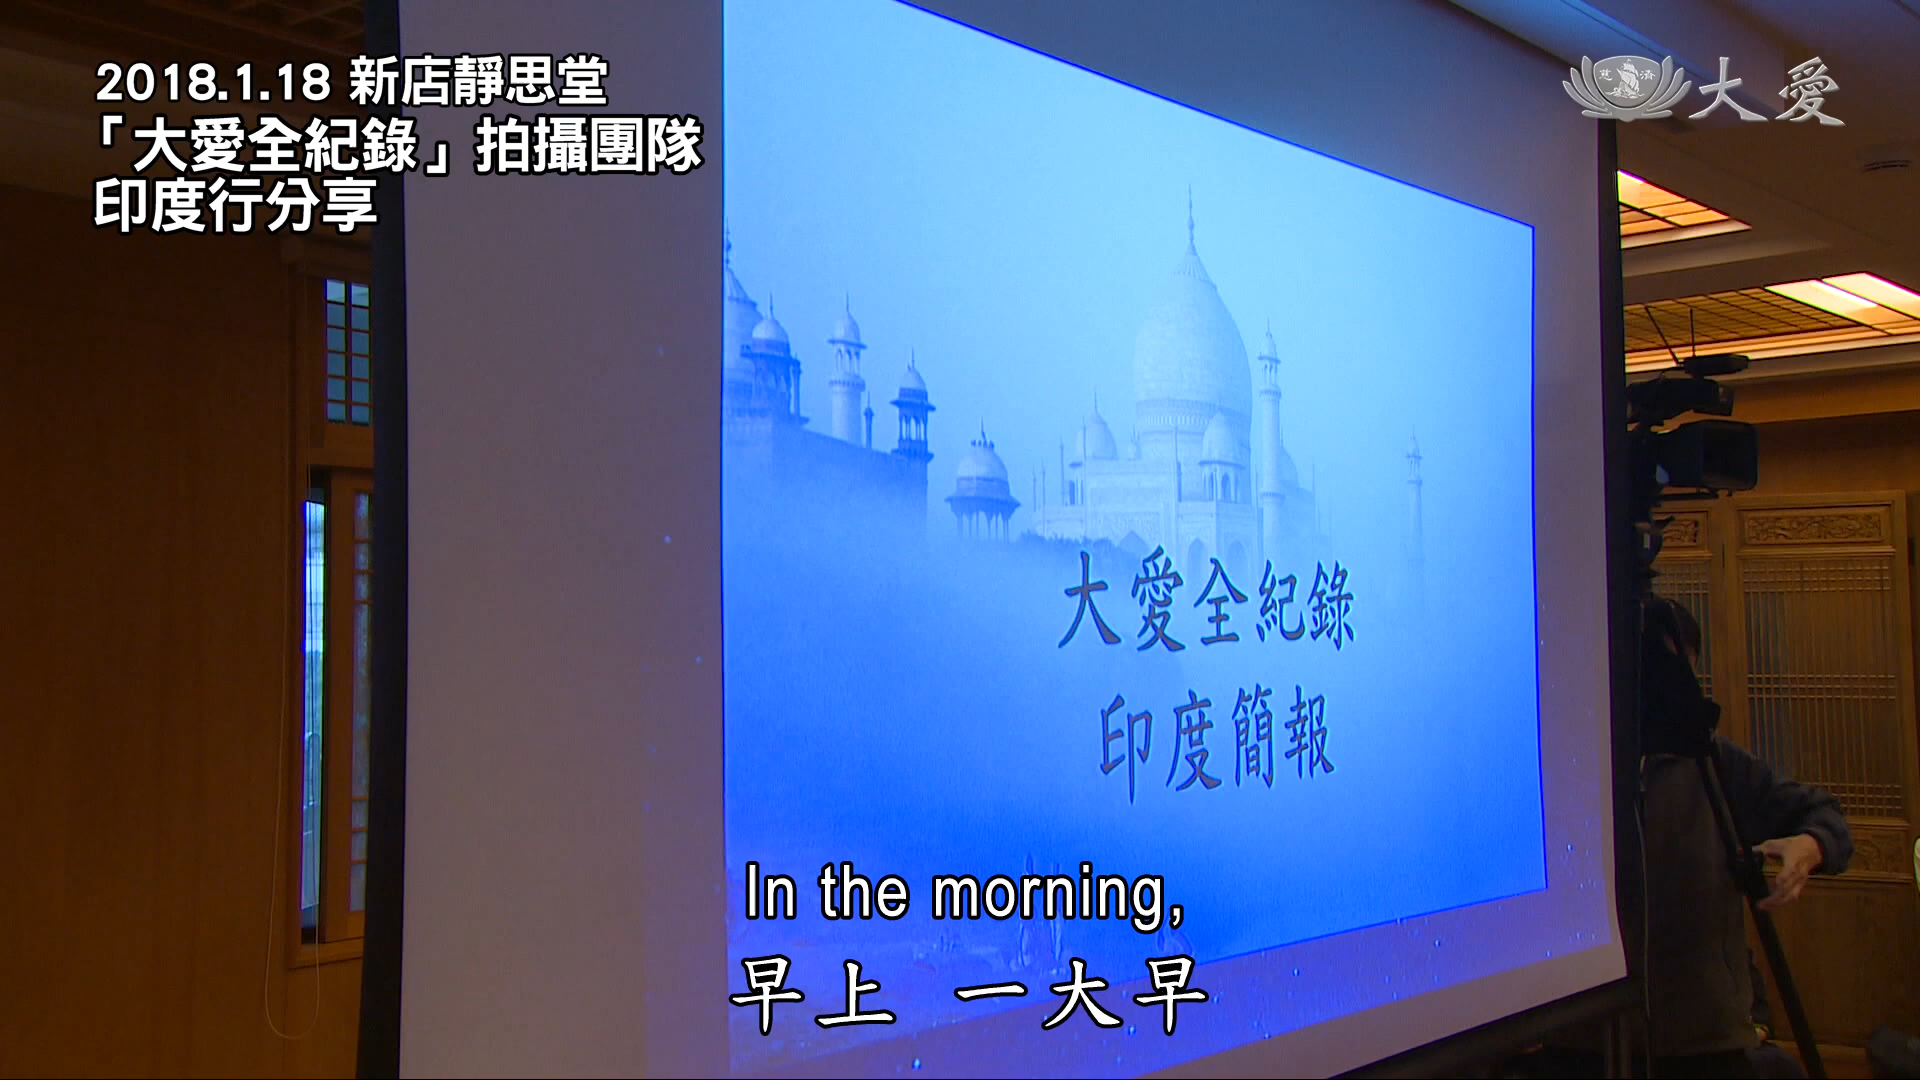 2018.1.18 新店靜思堂
「大愛全紀錄」拍攝團隊
印度行分享
慈濟
大愛
大愛全紀錄
印度簡報
In the morning,
早上 一大早